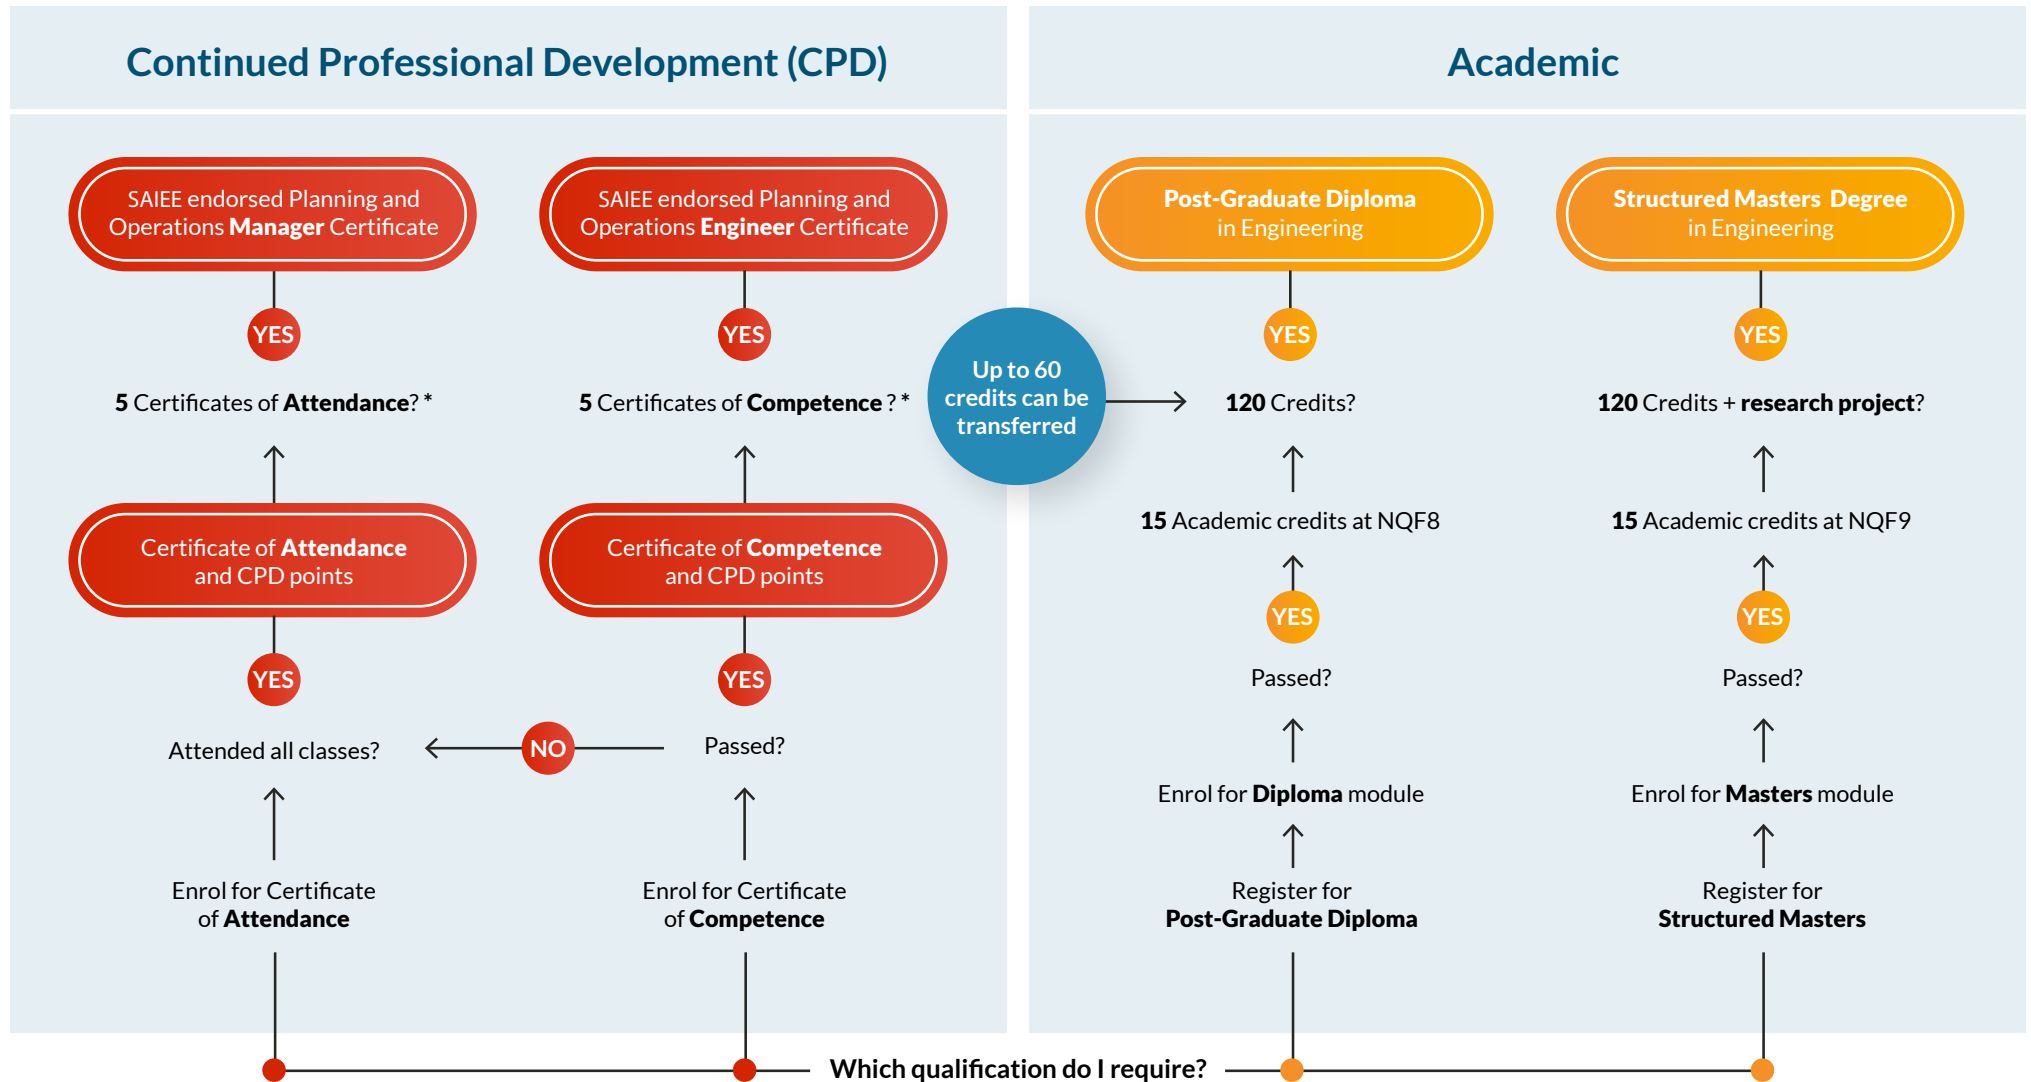 Continued Professional Development (CPD)
Academic
SAIEE endorsed Planning and
Operations Manager Certificate
SAIEE endorsed Planning and
Operations Engineer Certificate
Post-Graduate Diploma
in Engineering
Structured Masters Degree
in Engineering
YES
YES
YES
YES
5 Certificates of Attendance? *
5 Certificates of Competence ? *
Up to 60
credits can be
transferred
120 Credits?
120 Credits + research project?
Certificate of Attendance
and CPD points
Certificate of Competence
and CPD points
15 Academic credits at NQF8
15 Academic credits at NQF9
YES
YES
YES
YES
Attended all classes?
NO
Passed?
Passed?
Passed?
Enrol for Diploma module
Enrol for Masters module
Enrol for Certificate
of Attendance
Enrol for Certificate
of Competence
Register for
Post-Graduate Diploma
Register for
Structured Masters
Which qualification do I require?